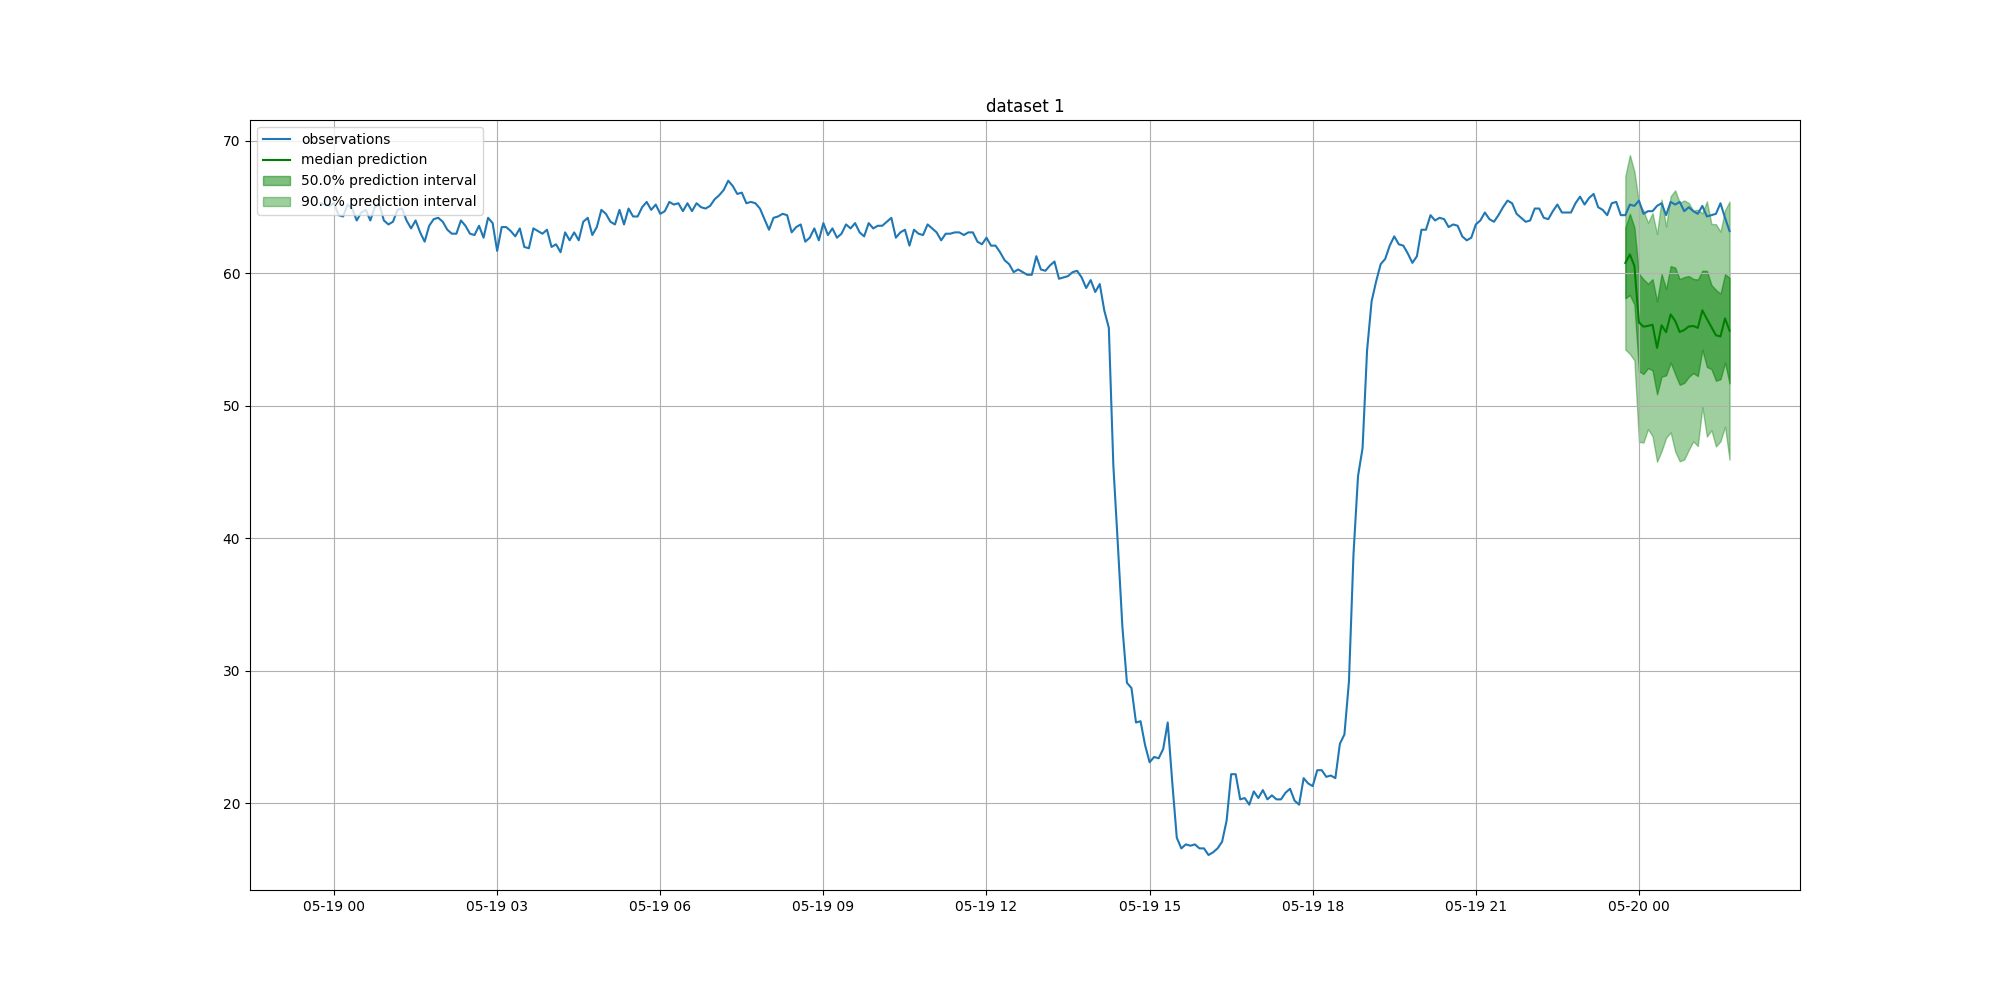 dataset 1
observations
median prediction
50.0% prediction interval
90.0% prediction interval
70
60
50
40
30
20
05-19 00 05-19 03 05-19 06 05-19 09 05-19 12 05-19 15 05-19 18 05-19 21 05-20 00